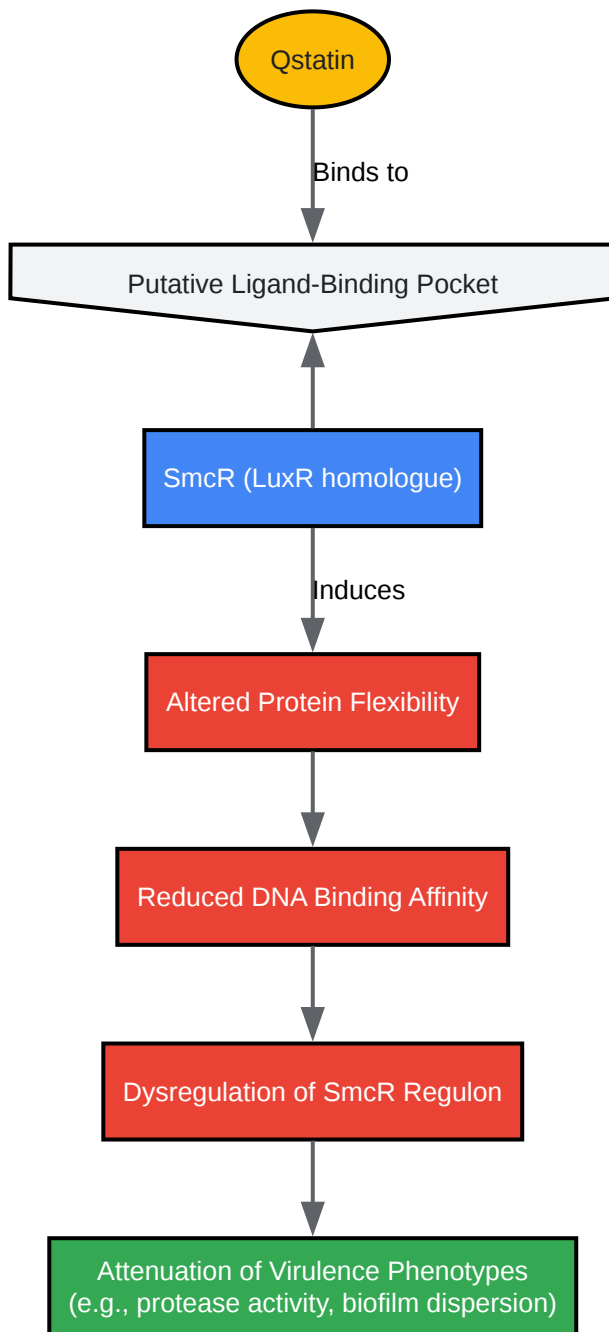 Qstatin
Binds to
Putative Ligand-Binding Pocket
SmcR (LuxR homologue)
Induces
Altered Protein Flexibility
Reduced DNA Binding Affinity
Dysregulation of SmcR Regulon
Attenuation of Virulence Phenotypes
(e.g., protease activity, biofilm dispersion)